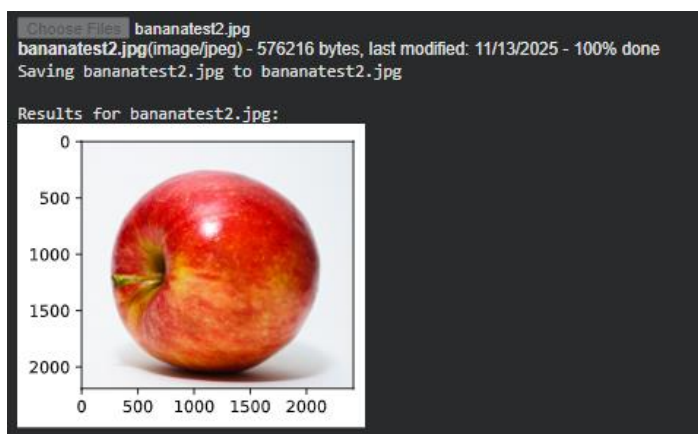 Choose Files bananatest2.jpg
bananatest2.jpg(image/jpeg) - 576216 bytes, last modified: 11/13/2025 - 100% done
Saving bananatest2.jpg to bananatest2.jpg
Results for bananatest2.jpg:
0
500
1000
1500
2000
0 500 1000 1500 2000